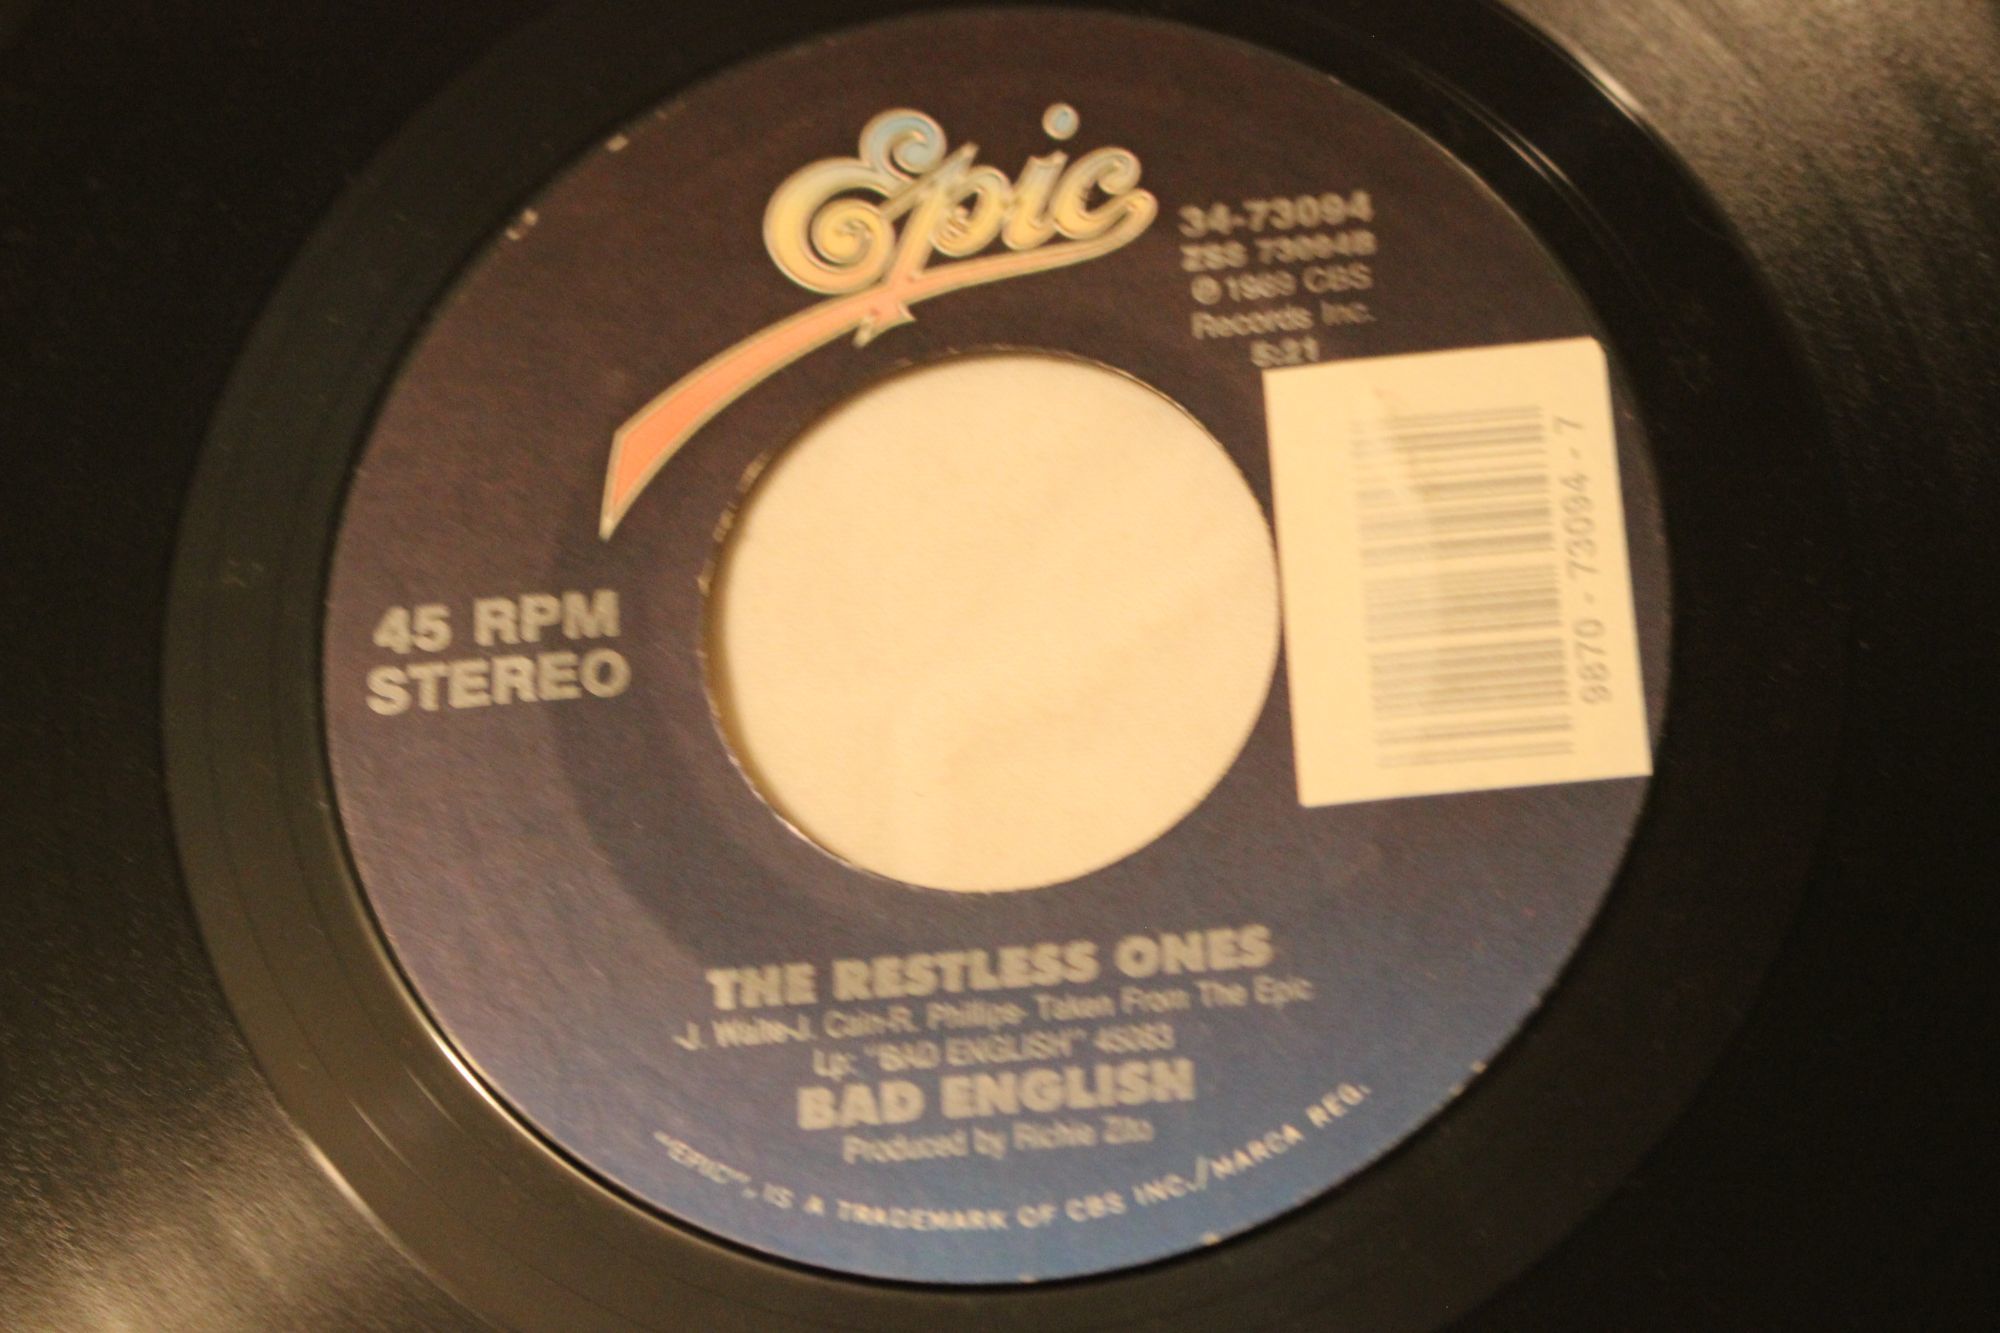 Epic
34-73094
ZSS 73094B
℗ 1989 CBS
Records Inc.
5:21
9870 - 73094 - 7
45 RPM
STEREO
THE RESTLESS ONES
J. Waite-J. Cain-R. Phillips- Taken From The Epic
Lp: "BAD ENGLISH" 45083
BAD ENGLISH
Produced by Richie Zito
"EPIC", IS A TRADEMARK OF CBS INC./MARCA REG.